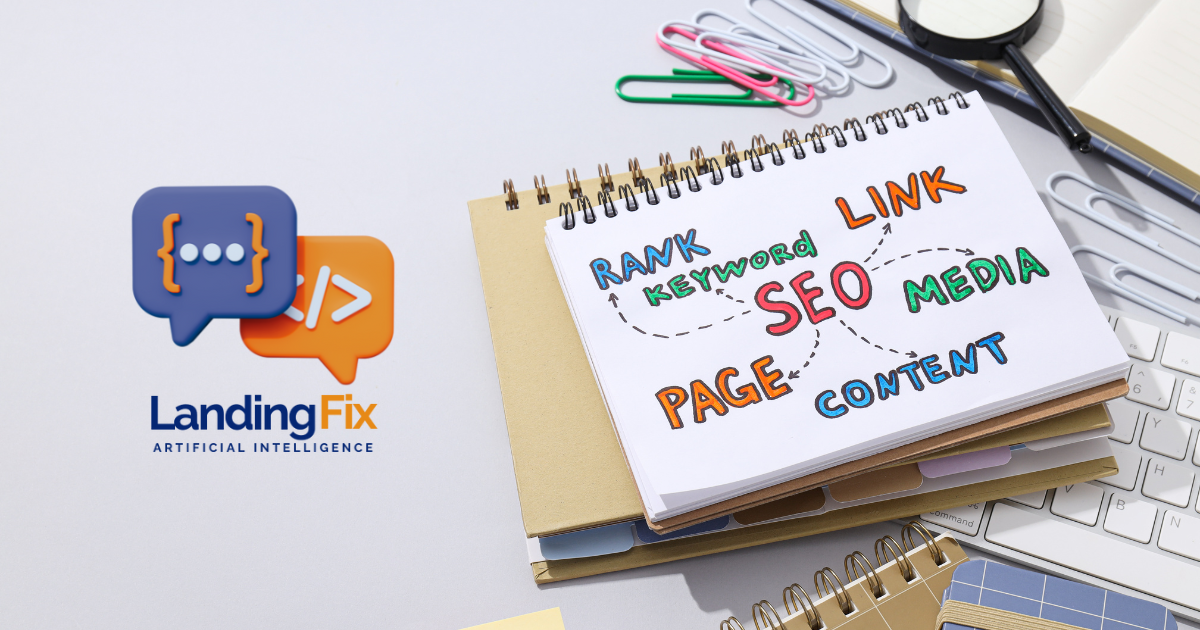 {...}
</>
LandingFix
ARTIFICIAL INTELLIGENCE
LINK
RANK
KEYWORD
SEO
MEDIA
PAGE
CONTENT
Y
H
V
B
N
command